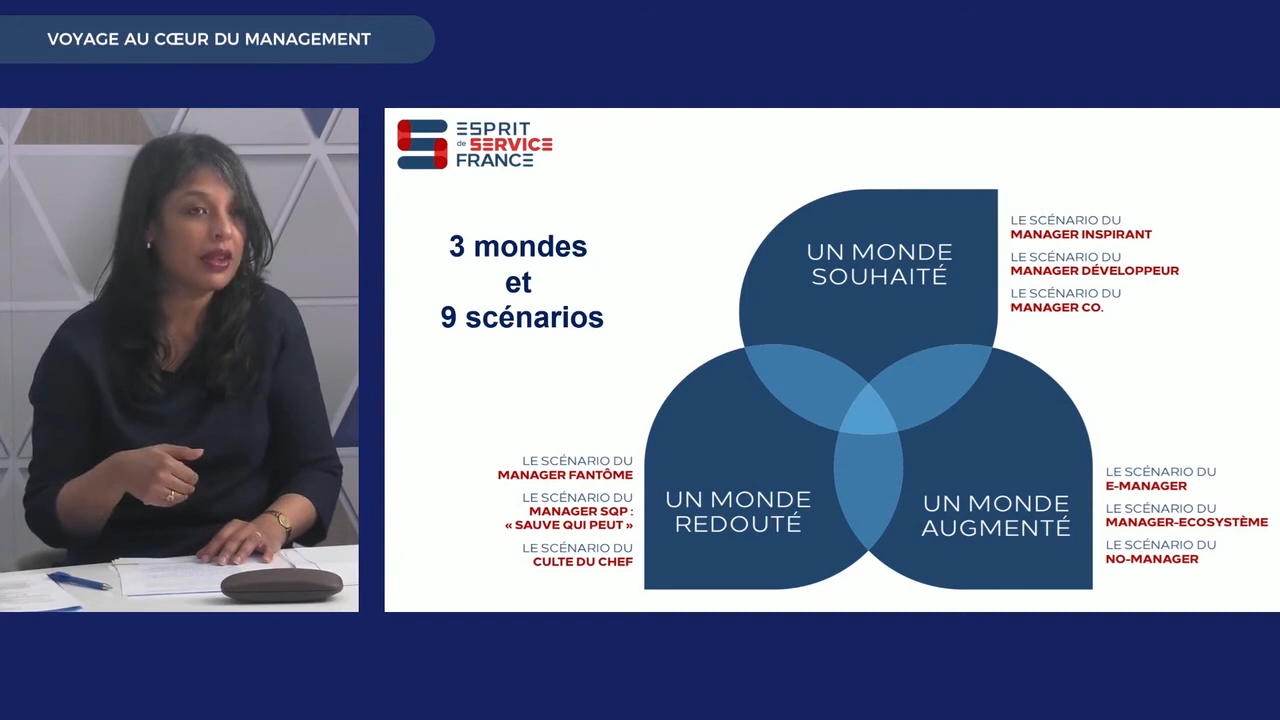 VOYAGE AU CŒUR DU MANAGEMENT
ESPRIT
de SERVICE
FRANCE
3 mondes
et
9 scénarios
UN MONDE
SOUHAITÉ
LE SCÉNARIO DU
MANAGER INSPIRANT
LE SCÉNARIO DU
MANAGER DÉVELOPPEUR
LE SCÉNARIO DU
MANAGER CO.
LE SCÉNARIO DU
MANAGER FANTÔME
LE SCÉNARIO DU
MANAGER SQP :
« SAUVE QUI PEUT »
LE SCÉNARIO DU
CULTE DU CHEF
UN MONDE
REDOUTÉ
UN MONDE
AUGMENTÉ
LE SCÉNARIO DU
E-MANAGER
LE SCÉNARIO DU
MANAGER-ECOSYSTÈME
LE SCÉNARIO DU
NO-MANAGER